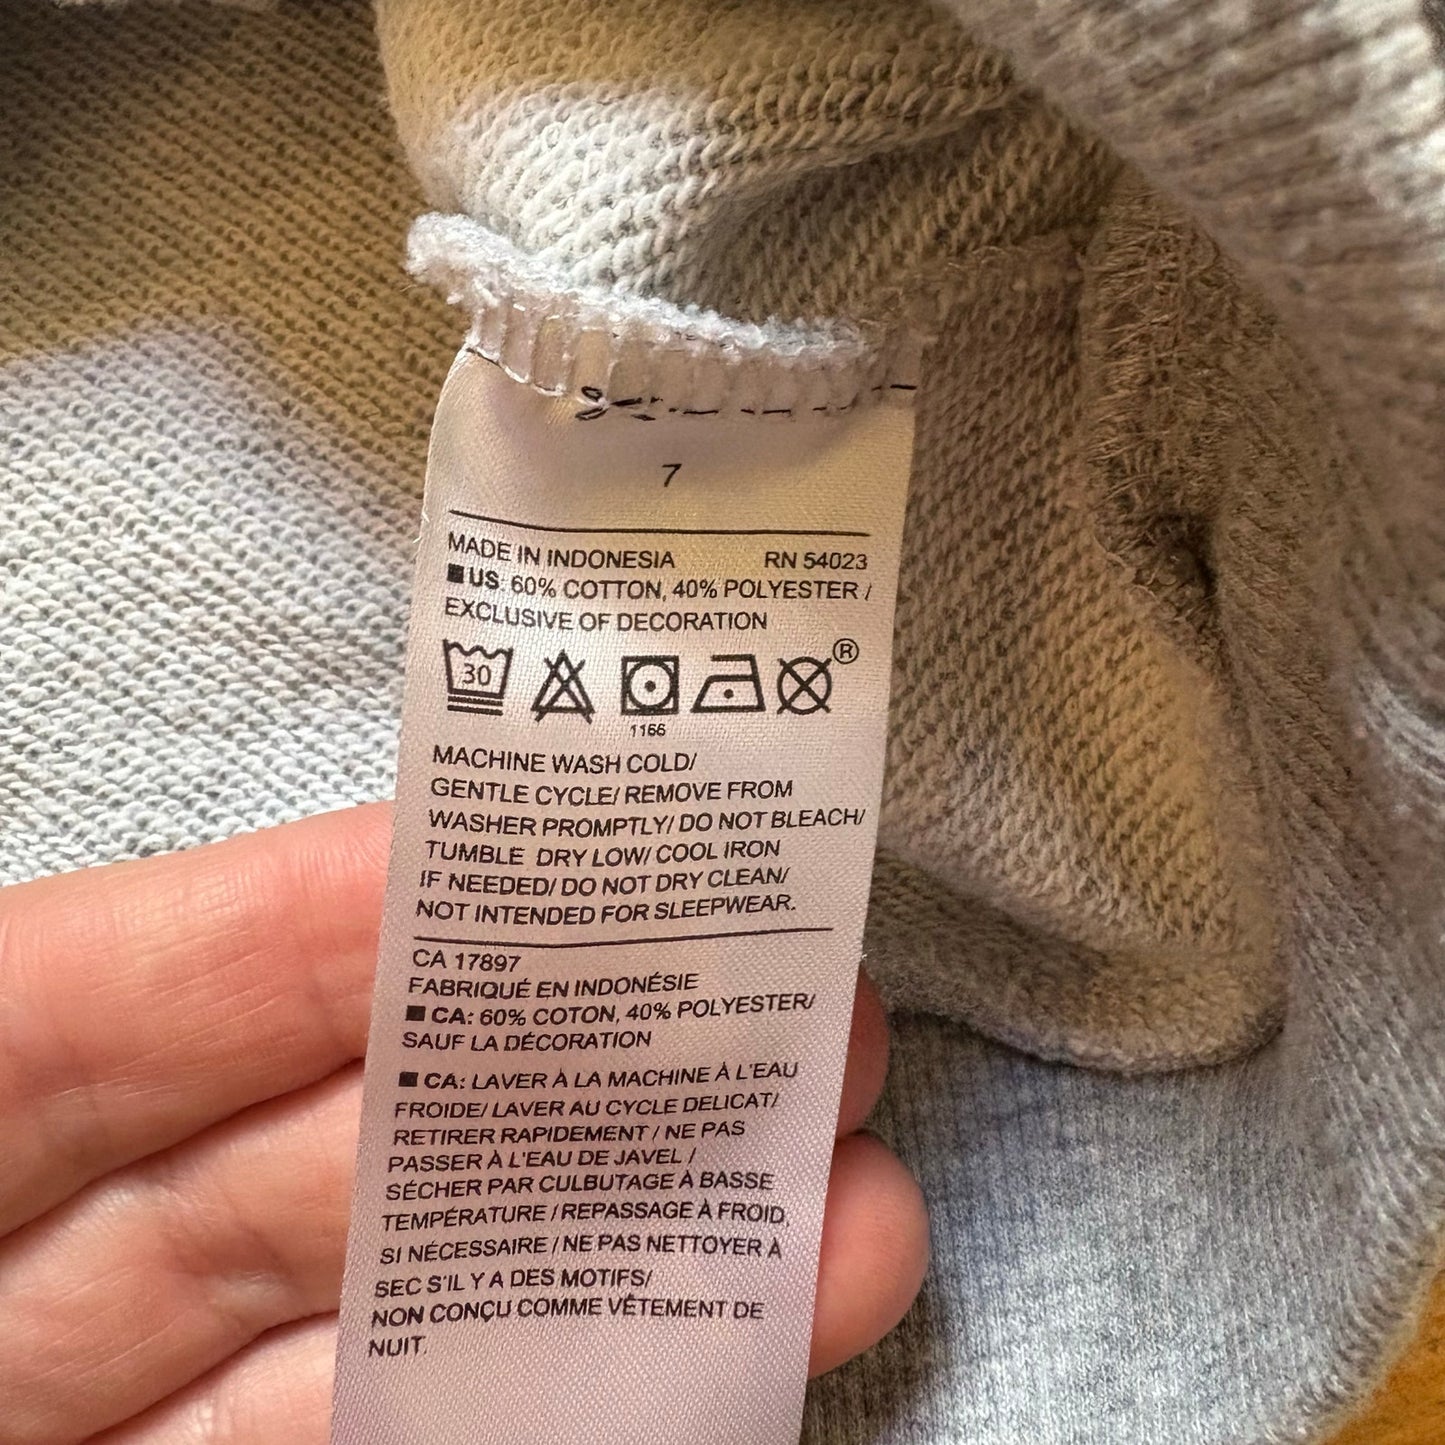 7
MADE IN INDONESIA RN 54023
US: 60% COTTON, 40% POLYESTER /
EXCLUSIVE OF DECORATION
30 ®
1166
MACHINE WASH COLD/
GENTLE CYCLE/ REMOVE FROM
WASHER PROMPTLY/ DO NOT BLEACH/
TUMBLE DRY LOW/ COOL IRON
IF NEEDED/ DO NOT DRY CLEAN/
NOT INTENDED FOR SLEEPWEAR.
CA 17897
FABRIQUÉ EN INDONÉSIE
CA: 60% COTON, 40% POLYESTER/
SAUF LA DÉCORATION
CA: LAVER À LA MACHINE À L'EAU
FROIDE/ LAVER AU CYCLE DELICAT/
RETIRER RAPIDEMENT / NE PAS
PASSER À L'EAU DE JAVEL /
SÉCHER PAR CULBUTAGE À BASSE
TEMPÉRATURE / REPASSAGE À FROID,
SI NÉCESSAIRE / NE PAS NETTOYER À
SEC S'IL Y A DES MOTIFS/
NON CONÇU COMME VÊTEMENT DE
NUIT.